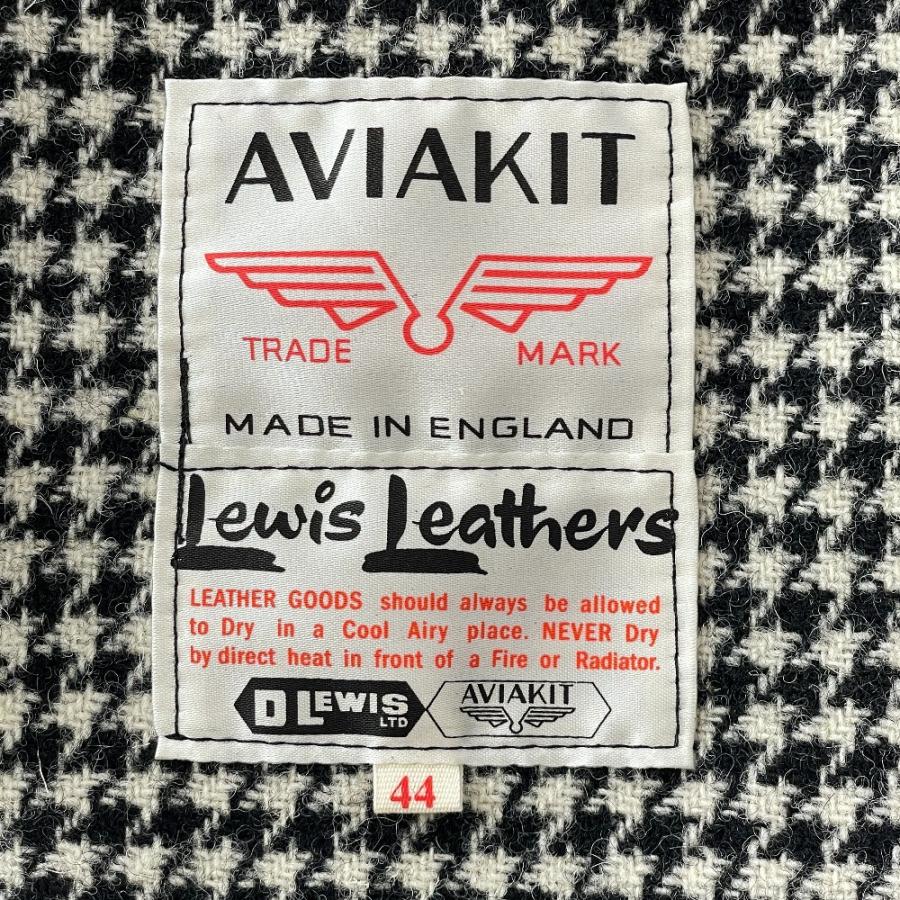 AVIAKIT
TRADE MARK
MADE IN ENGLAND
Lewis Leathers
LEATHER GOODS should always be allowed
to Dry in a Cool Airy place. NEVER Dry
by direct heat in front of a Fire or Radiator.
D LEWIS LTD AVIAKIT
44